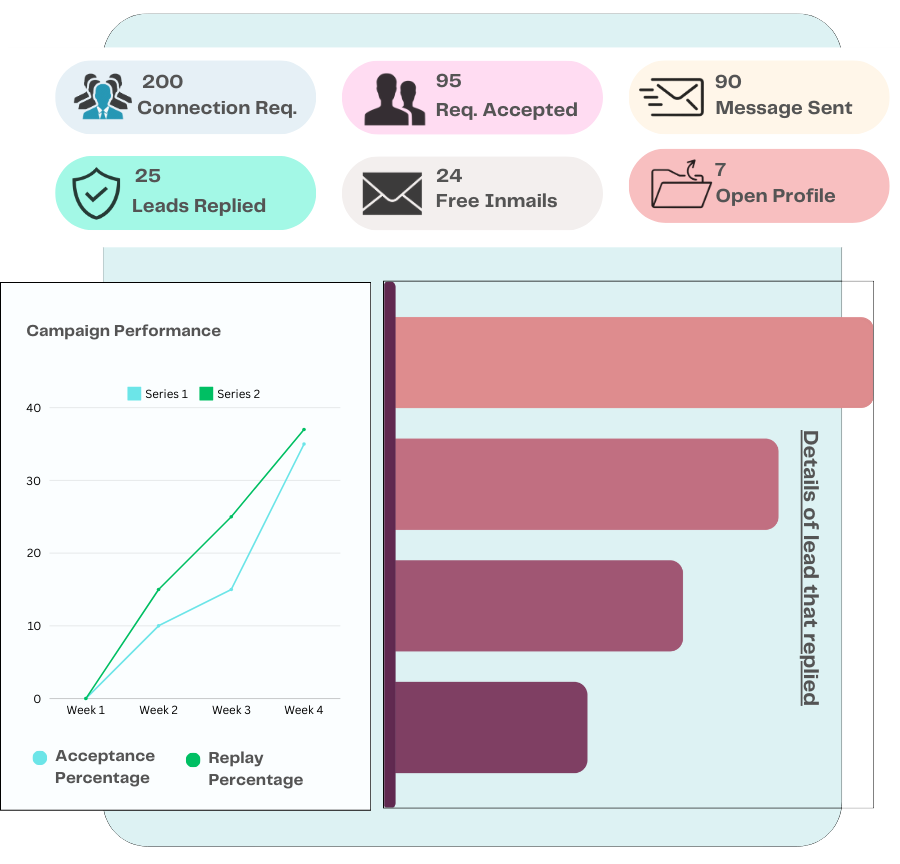 200
Connection Req.
95
Req. Accepted
90
Message Sent
25
Leads Replied
24
Free Inmails
7
Open Profile
Campaign Performance
Series 1 Series 2
40
30
20
10
0
Week 1 Week 2 Week 3 Week 4
Acceptance
Percentage
Replay
Percentage
Details of lead that replied